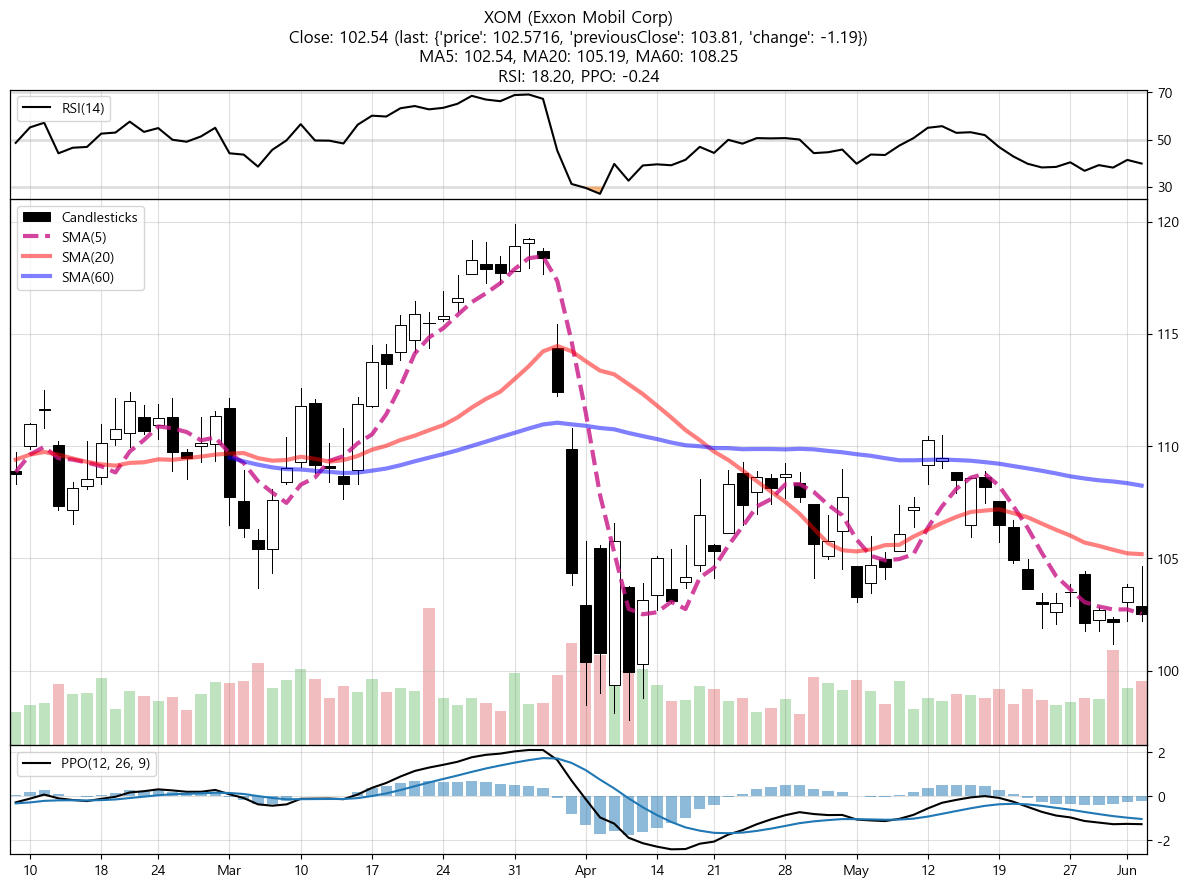 XOM (Exxon Mobil Corp)
Close: 102.54 (last: {'price': 102.5716, 'previousClose': 103.81, 'change': -1.19})
MA5: 102.54, MA20: 105.19, MA60: 108.25
RSI: 18.20, PPO: -0.24
RSI(14)
70
50
30
Candlesticks
SMA(5)
SMA(20)
SMA(60)
120
115
110
105
100
PPO(12, 26, 9)
2
0
-2
10 18 24 Mar 10 17 24 31 Apr 14 21 28 May 12 19 27 Jun